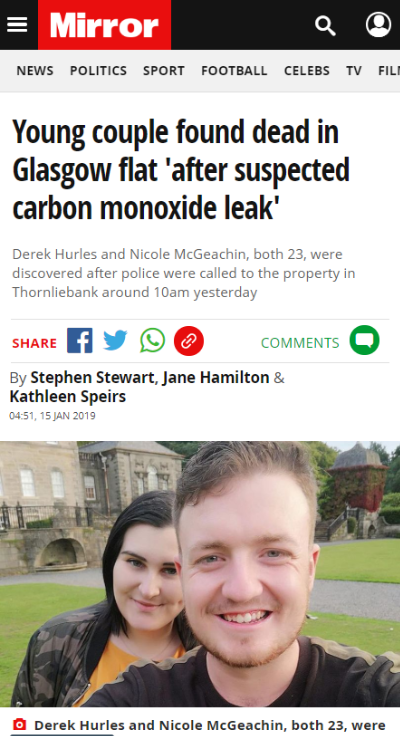 Mirror
NEWS POLITICS SPORT FOOTBALL CELEBS TV
Young couple found dead in
Glasgow flat 'after suspected
carbon monoxide leak'
Derek Hurles and Nicole McGeachin, both 23, were
discovered after police were called to the property in
Thornliebank around 10am yesterday
SHARE COMMENTS
By Stephen Stewart, Jane Hamilton &
Kathleen Speirs
04:51, 15 JAN 2019
Derek Hurles and Nicole McGeachin, both 23, were